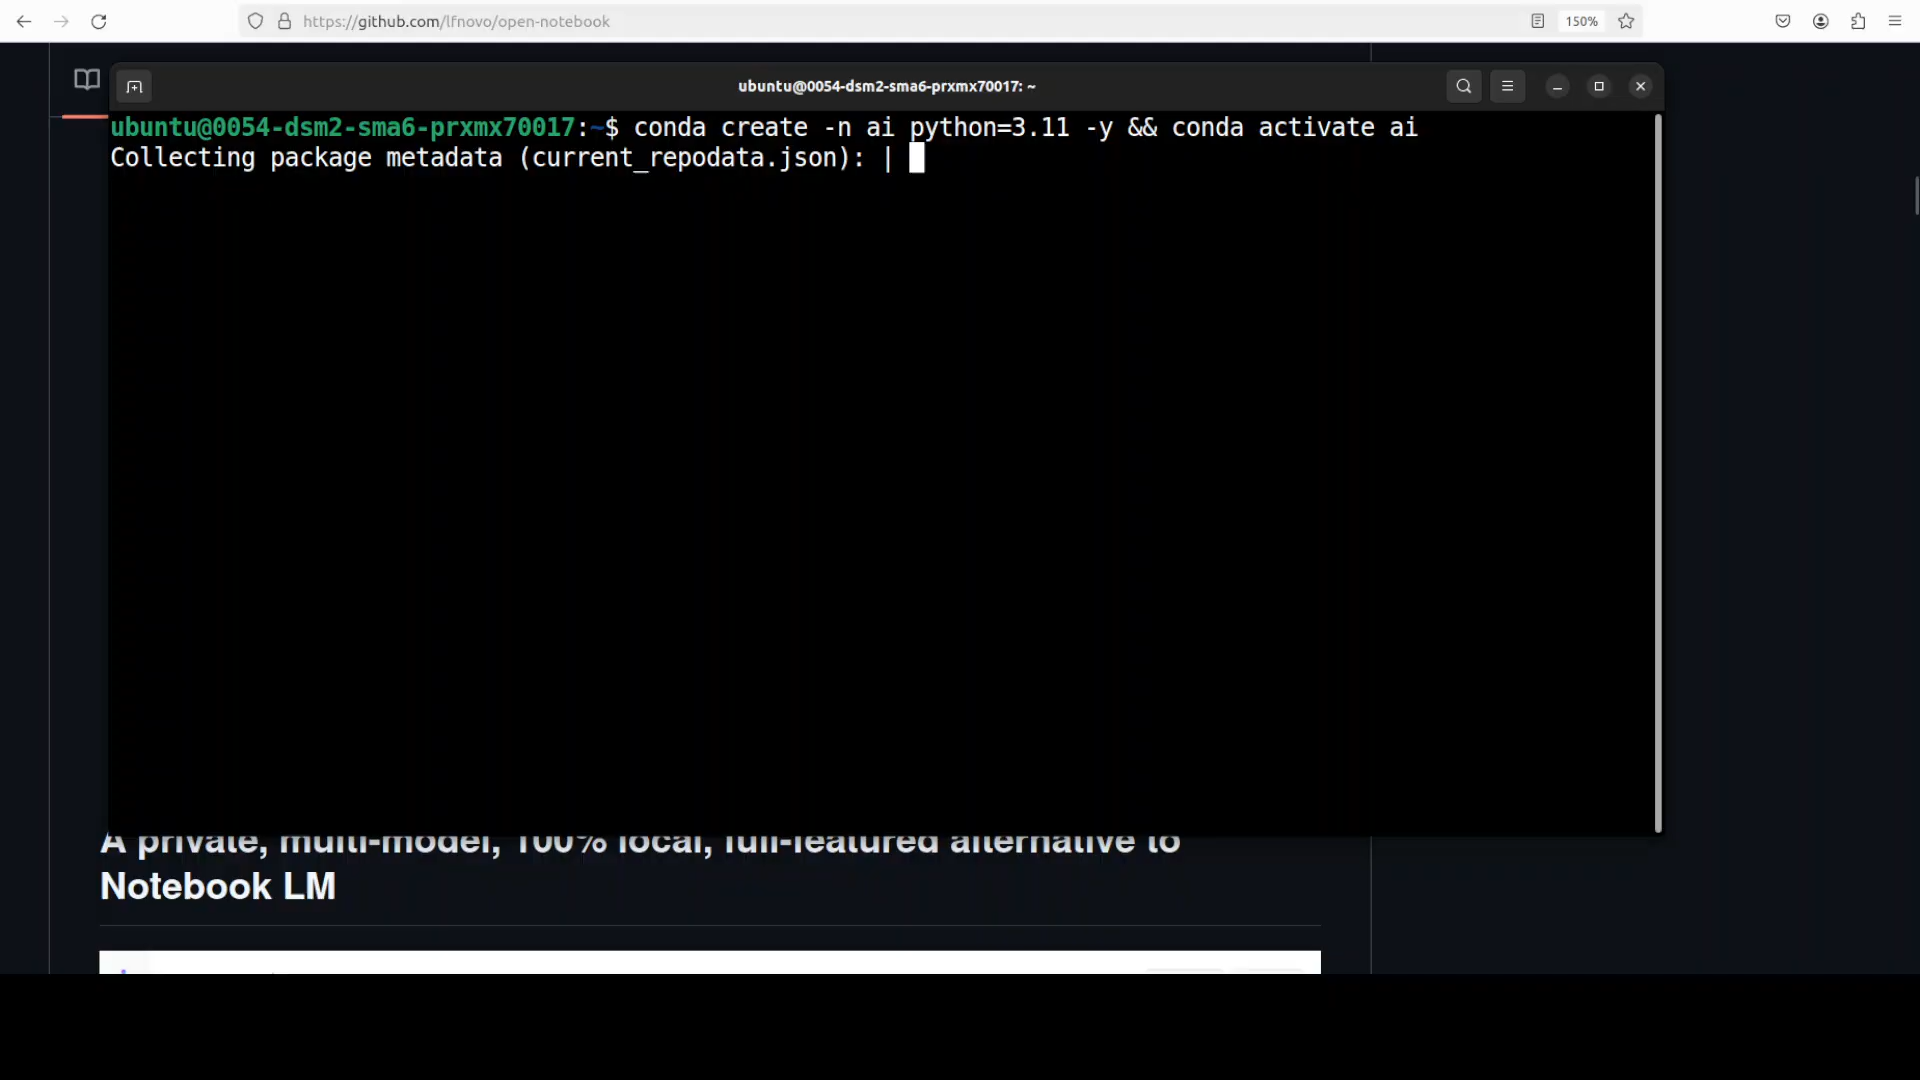 https://github.com/lfnovo/open-notebook
150%
ubuntu@0054-dsm2-sma6-prxmx70017: ~
ubuntu@0054-dsm2-sma6-prxmx70017:~$ conda create -n ai python=3.11 -y && conda activate ai
Collecting package metadata (current_repodata.json): |
A private, multi-model, 100% local, full-featured alternative to
Notebook LM